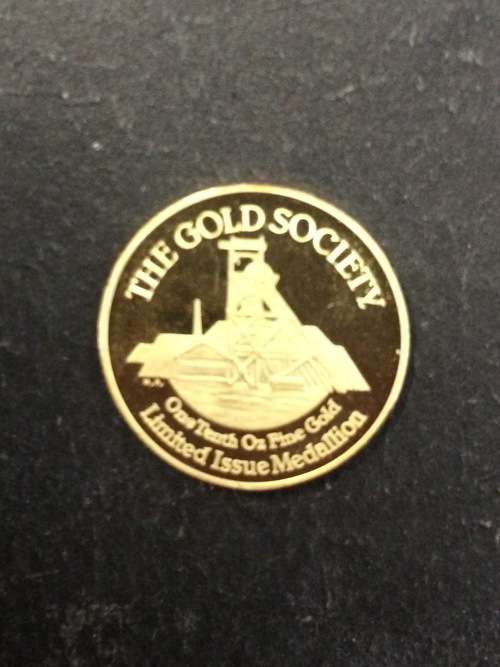 THE GOLD SOCIETY
One Tenth Oz Fine Gold
Limited Issue Medallion